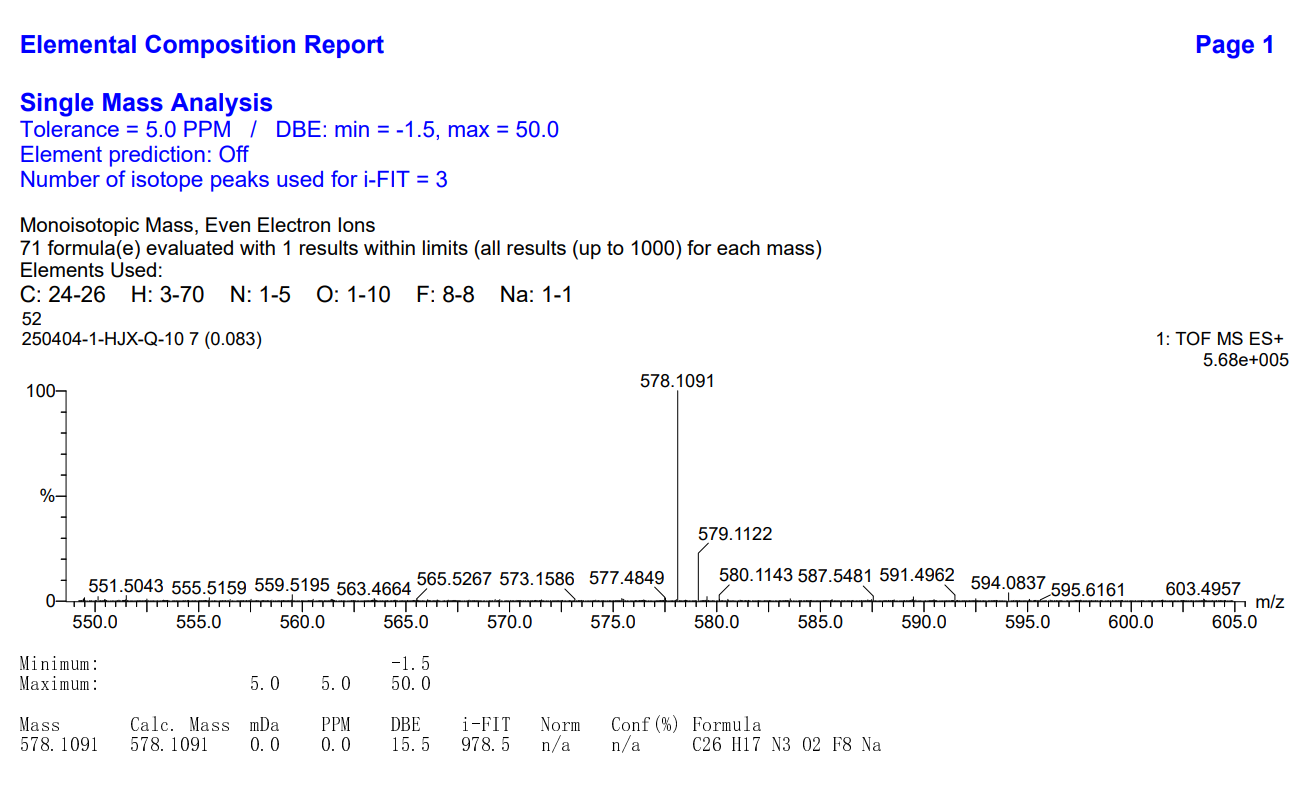 Elemental Composition Report Page 1
Single Mass Analysis
Tolerance = 5.0 PPM / DBE: min = -1.5, max = 50.0
Element prediction: Off
Number of isotope peaks used for i-FIT = 3
Monoisotopic Mass, Even Electron Ions
71 formula(e) evaluated with 1 results within limits (all results (up to 1000) for each mass)
Elements Used:
C: 24-26 H: 3-70 N: 1-5 O: 1-10 F: 8-8 Na: 1-1
52
250404-1-HJX-Q-10 7 (0.083) 1: TOF MS ES+
5.68e+005
578.1091
100
%
579.1122
551.5043 555.5159 559.5195 563.4664 565.5267 573.1586 577.4849 580.1143 587.5481 591.4962 594.0837 595.6161 603.4957
0 m/z
550.0 555.0 560.0 565.0 570.0 575.0 580.0 585.0 590.0 595.0 600.0 605.0
Minimum: -1.5
Maximum: 5.0 5.0 50.0
Mass Calc. Mass mDa PPM DBE i-FIT Norm Conf(%) Formula
578.1091 578.1091 0.0 0.0 15.5 978.5 n/a n/a C26 H17 N3 O2 F8 Na